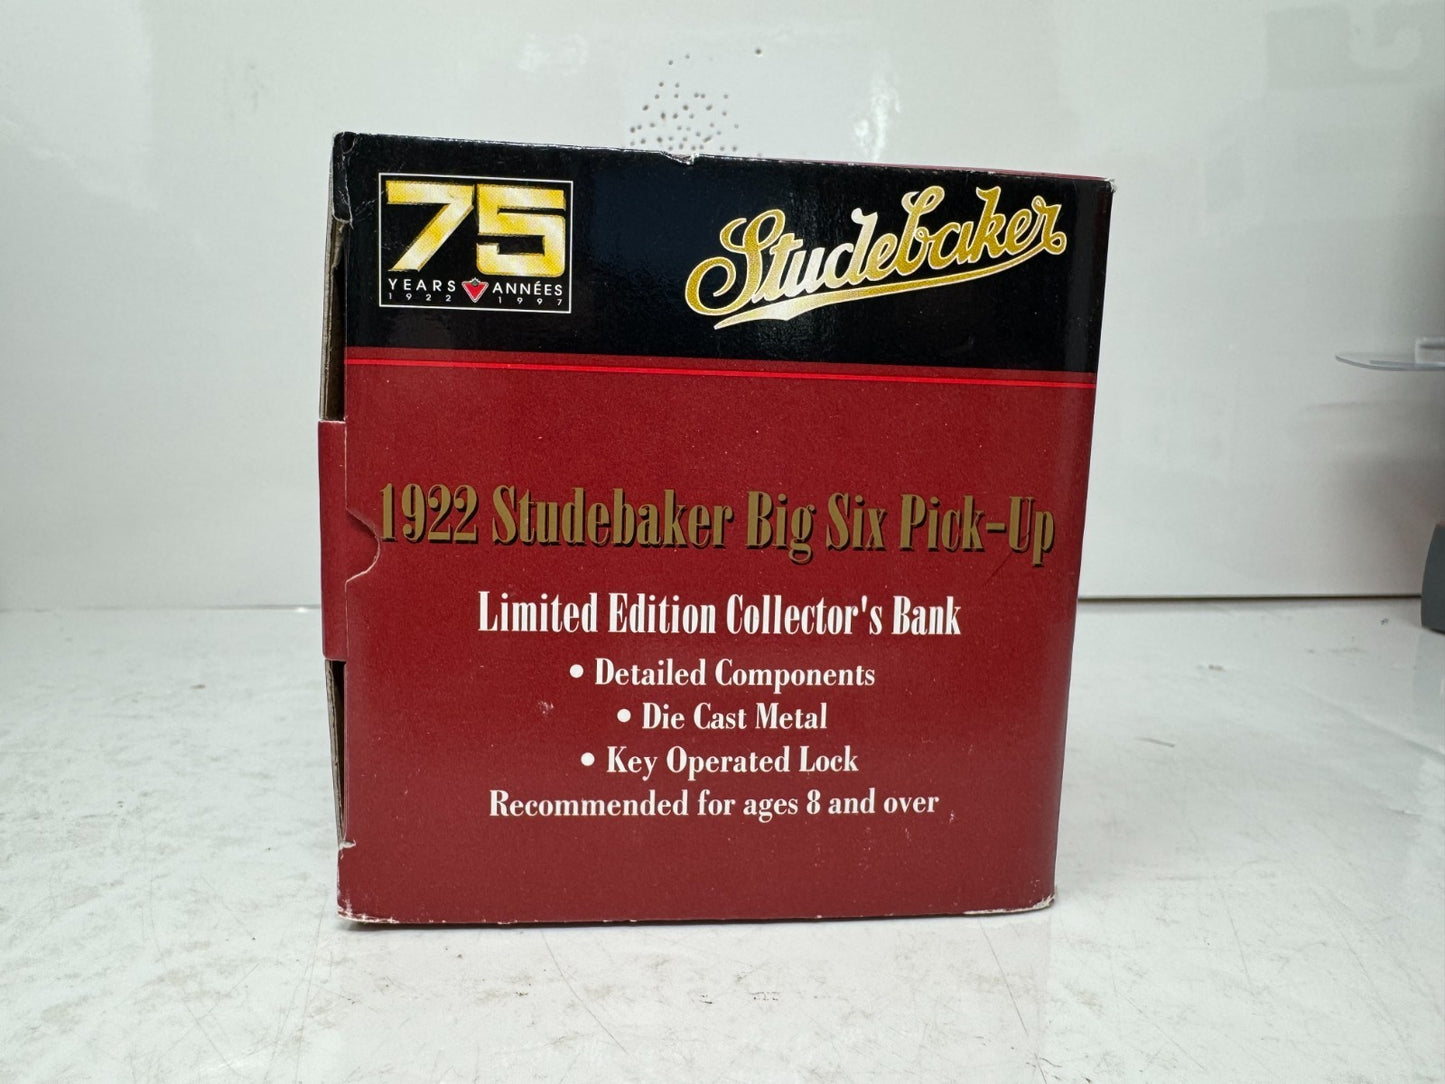 75
YEARS ANNÉES
1922 1997
Studebaker
1922 Studebaker Big Six Pick-Up
Limited Edition Collector's Bank
• Detailed Components
• Die Cast Metal
• Key Operated Lock
Recommended for ages 8 and over